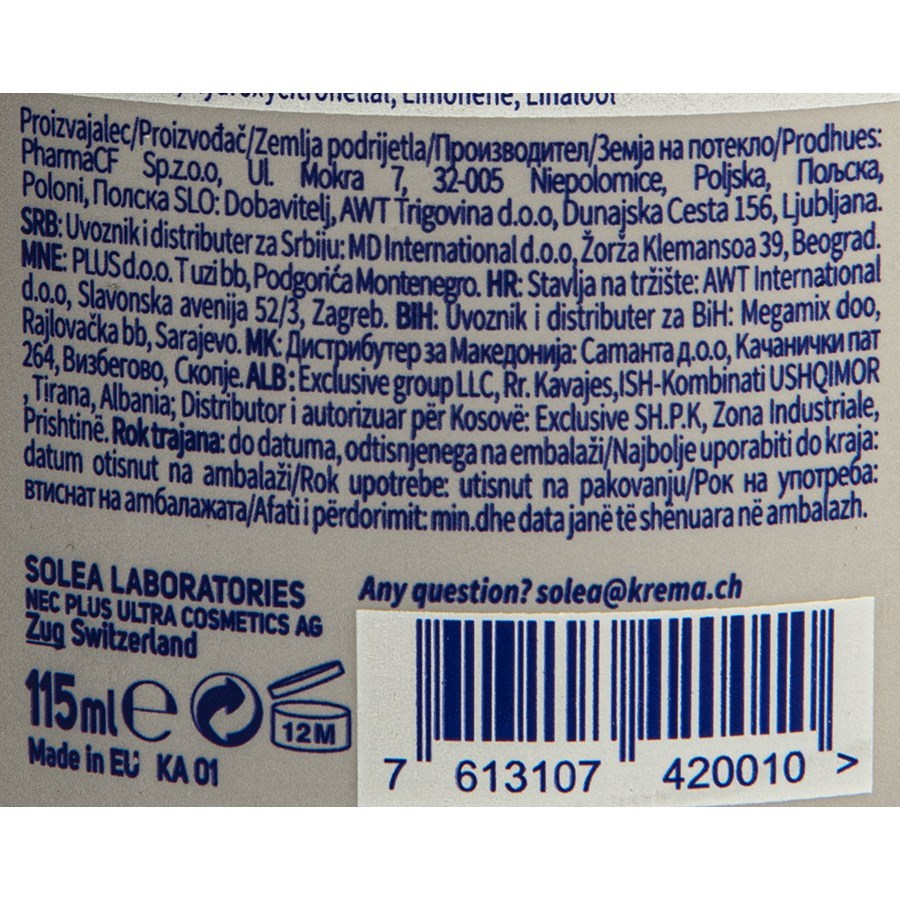 Hydroxycitronellal, Limonene, Linalool
Proizvajalec/Proizvođač/Zemlja podrijetla/Производител/Земја на потекло/Prodhues:
PharmaCF Sp.z.o.o, Ul. Mokra 7, 32-005 Niepolomice, Poljska, Пољска,
Poloni, Полска SLO: Dobavitelj, AWT Trigovina d.o.o, Dunajska Cesta 156, Ljubljana.
SRB: Uvoznik i distributer za Srbiju: MD International d.o.o, Žorža Klemansoa 39, Beograd.
MNE: PLUS d.o.o. Tuzi bb, Podgorića Montenegro. HR: Stavlja na tržište: AWT International
d.o.o, Slavonska avenija 52/3, Zagreb. BIH: Uvoznik i distributer za BiH: Megamix doo,
Rajlovačka bb, Sarajevo. MK: Дистрибутер за Македонија: Саманта д.о.о, Качанички пат
264, Визбегово, Скопје. ALB: Exclusive group LLC, Rr. Kavajes, ISH-Kombinati USHQIMOR
, Tirana, Albania; Distributor i autorizuar për Kosovë: Exclusive SH.P.K, Zona Industriale,
Prishtinë. Rok trajana: do datuma, odtisnjenega na embalaži/Najbolje uporabiti do kraja:
datum otisnut na ambalaži/Rok upotrebe: utisnut na pakovanju/Рок на употреба:
втиснат на амбалажата/Afati i përdorimit: min.dhe data janë të shënuara në ambalazh.
SOLEA LABORATORIES
NEC PLUS ULTRA COSMETICS AG
Zug Switzerland
Any question? solea@krema.ch
115ml e
12M
Made in EU KA 01
7 613107 420010 >